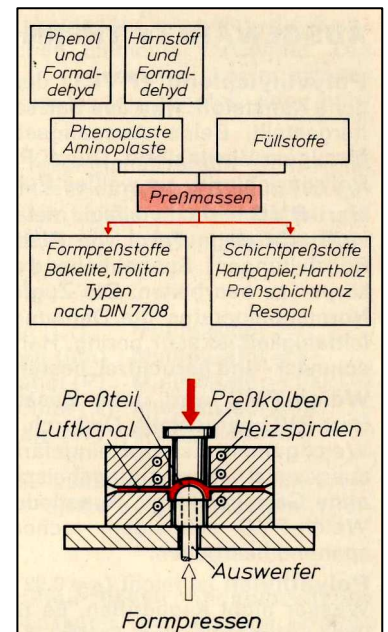 Phenol
und
Formal-
dehyd
Harnstoff
und
Formal-
dehyd
Phenoplaste
Aminoplaste
Füllstoffe
Preßmassen
Formpreßstoffe
Bakelite, Trolitan
Typen
nach DIN 7708
Schichtpreßstoffe
Hartpapier, Hartholz
Preßschichtholz
Resopal
Preßteil
Preßkolben
Luftkanal
Heizspiralen
Auswerfer
Formpressen